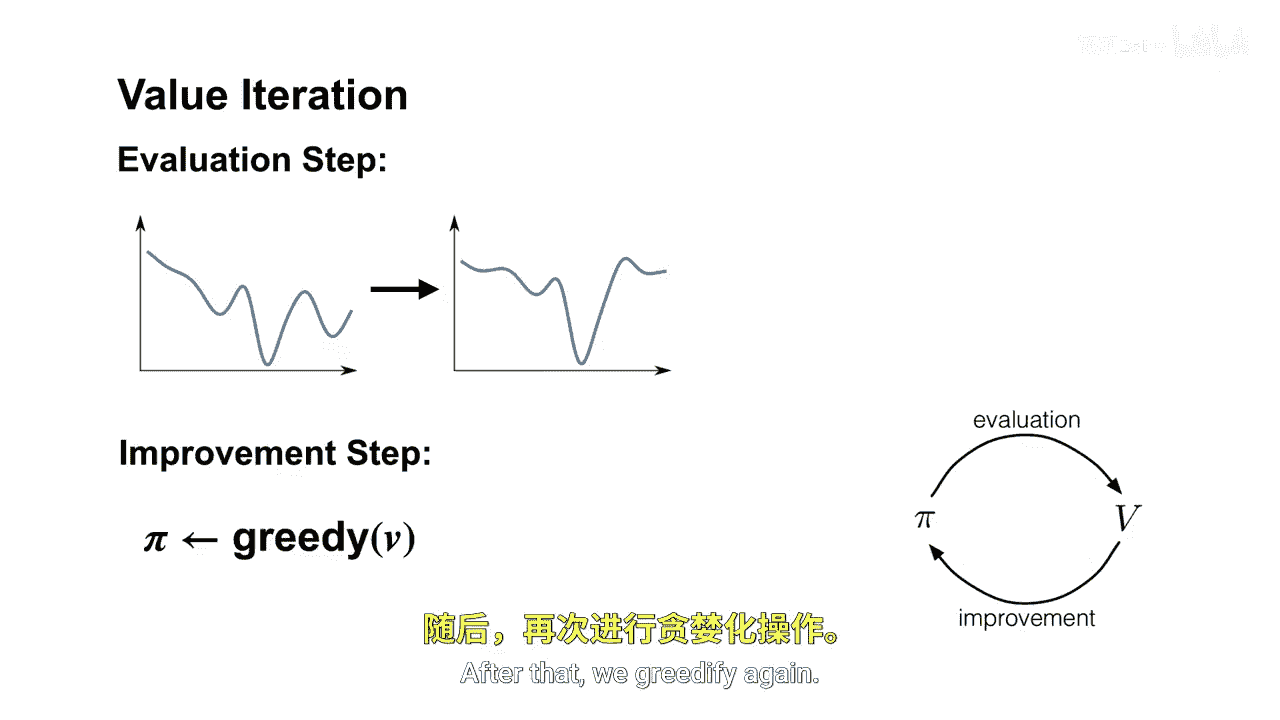 Value Iteration
Evaluation Step:
Improvement Step:
π ← greedy(v)
evaluation
π
V
improvement
随后，再次进行贪婪化操作。
After that, we greedify again.